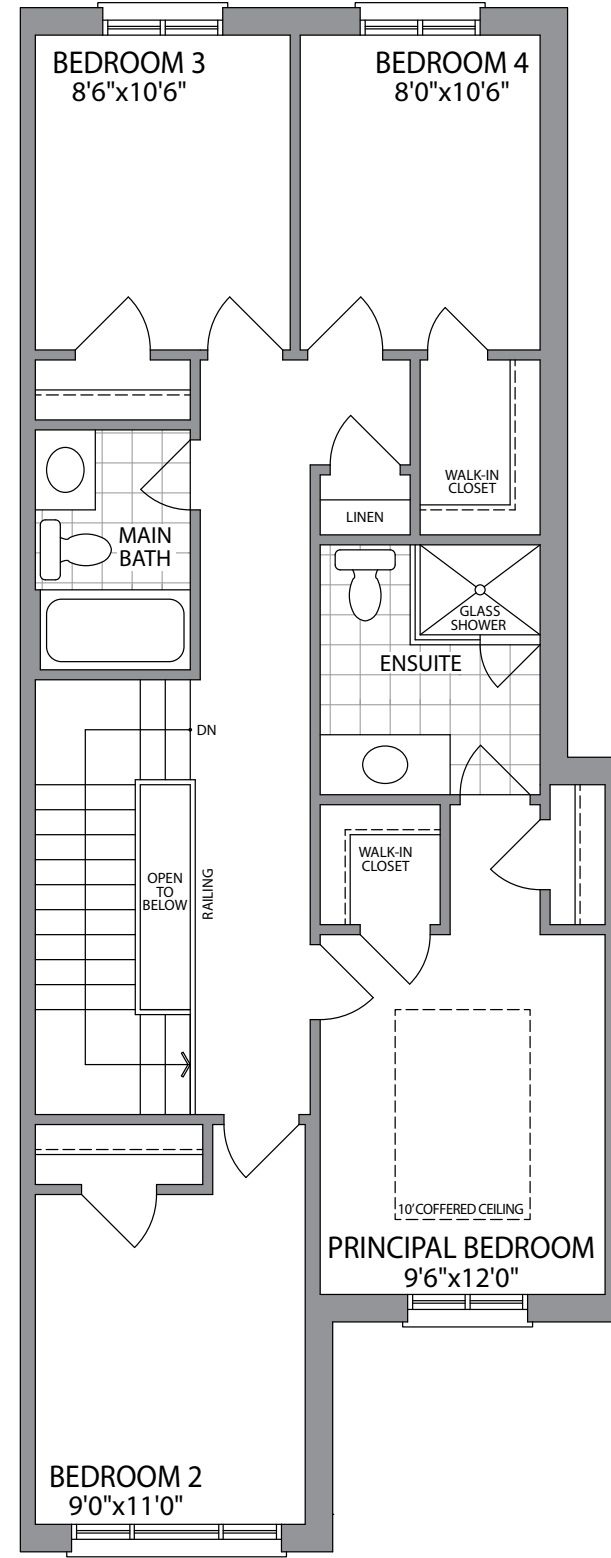 BEDROOM 3
8'6"x10'6"
BEDROOM 4
8'0"x10'6"
WALK-IN
CLOSET
LINEN
MAIN
BATH
GLASS
SHOWER
ENSUITE
DN
OPEN
TO
BELOW
RAILING
WALK-IN
CLOSET
10' COFFERED CEILING
PRINCIPAL BEDROOM
9'6"x12'0"
BEDROOM 2
9'0"x11'0"